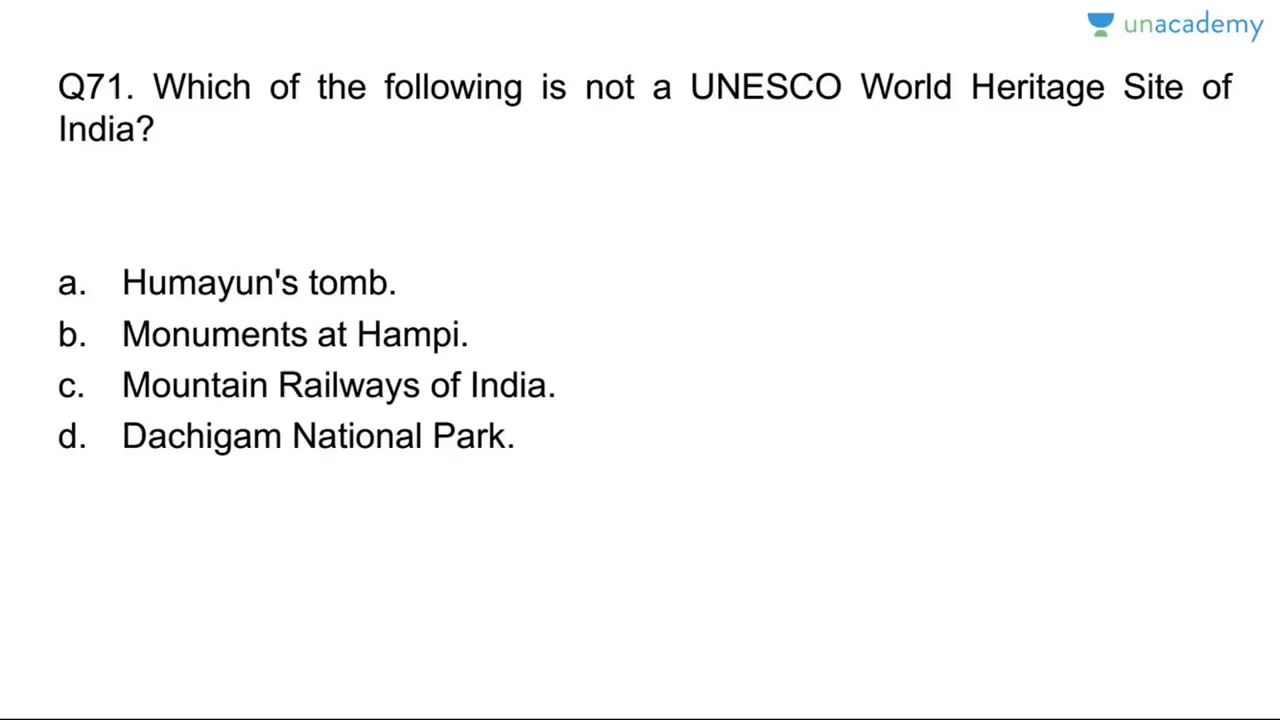 unacademy
Q71. Which of the following is not a UNESCO World Heritage Site of
India?
a. Humayun's tomb.
b. Monuments at Hampi.
c. Mountain Railways of India.
d. Dachigam National Park.